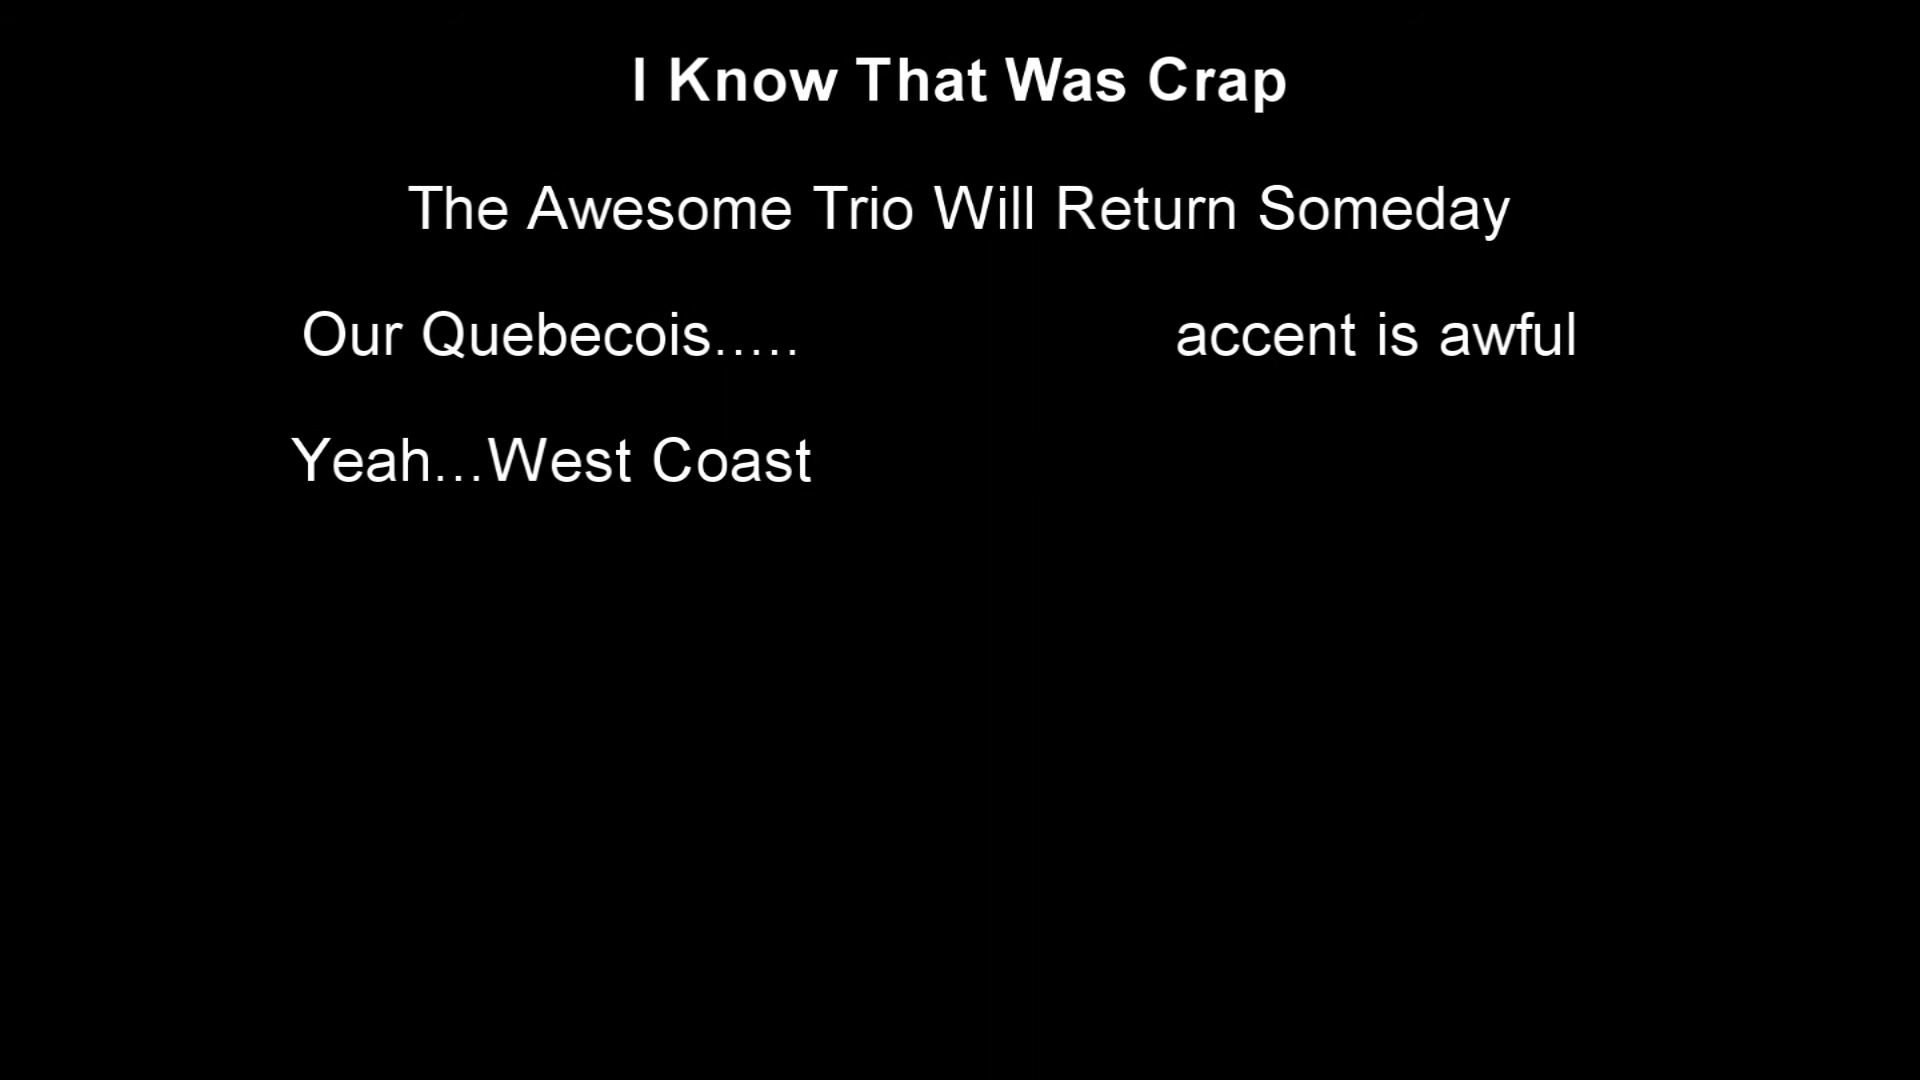 I Know That Was Crap
The Awesome Trio Will Return Someday
Our Quebecois..... accent is awful
Yeah...West Coast